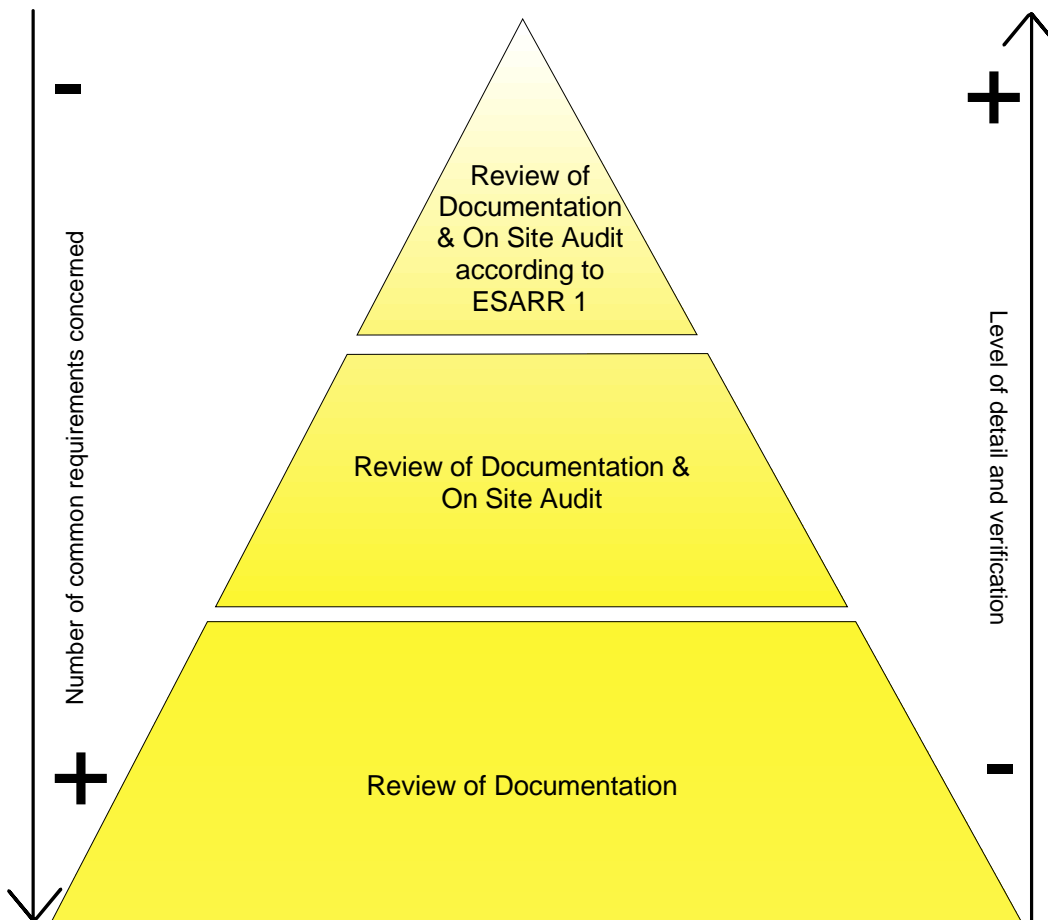 -
+
Review of
Documentation
& On Site Audit
according to
ESARR 1
Number of common requirements concerned
Level of detail and verification
Review of Documentation &
On Site Audit
+
-
Review of Documentation